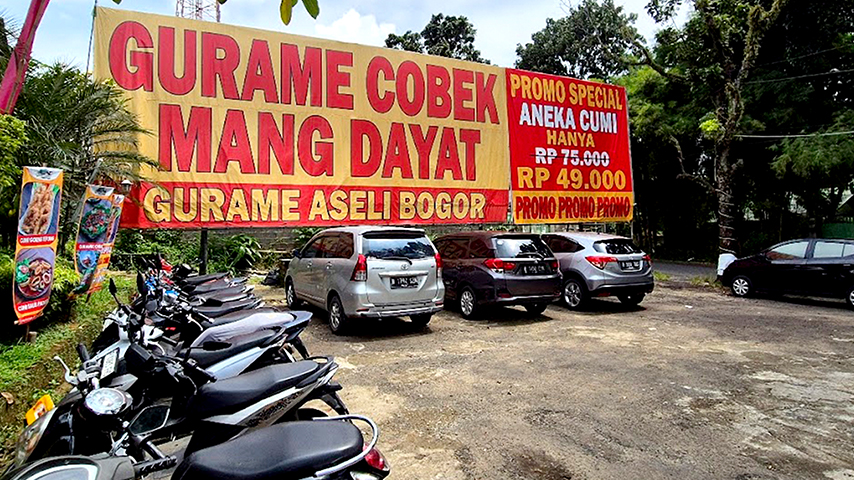 GURAME COBEK
MANG DAYAT
GURAME ASELI BOGOR
PROMO SPECIAL
ANEKA CUMI
HANYA
RP 75.000
RP 49.000
PROMO PROMO PROMO